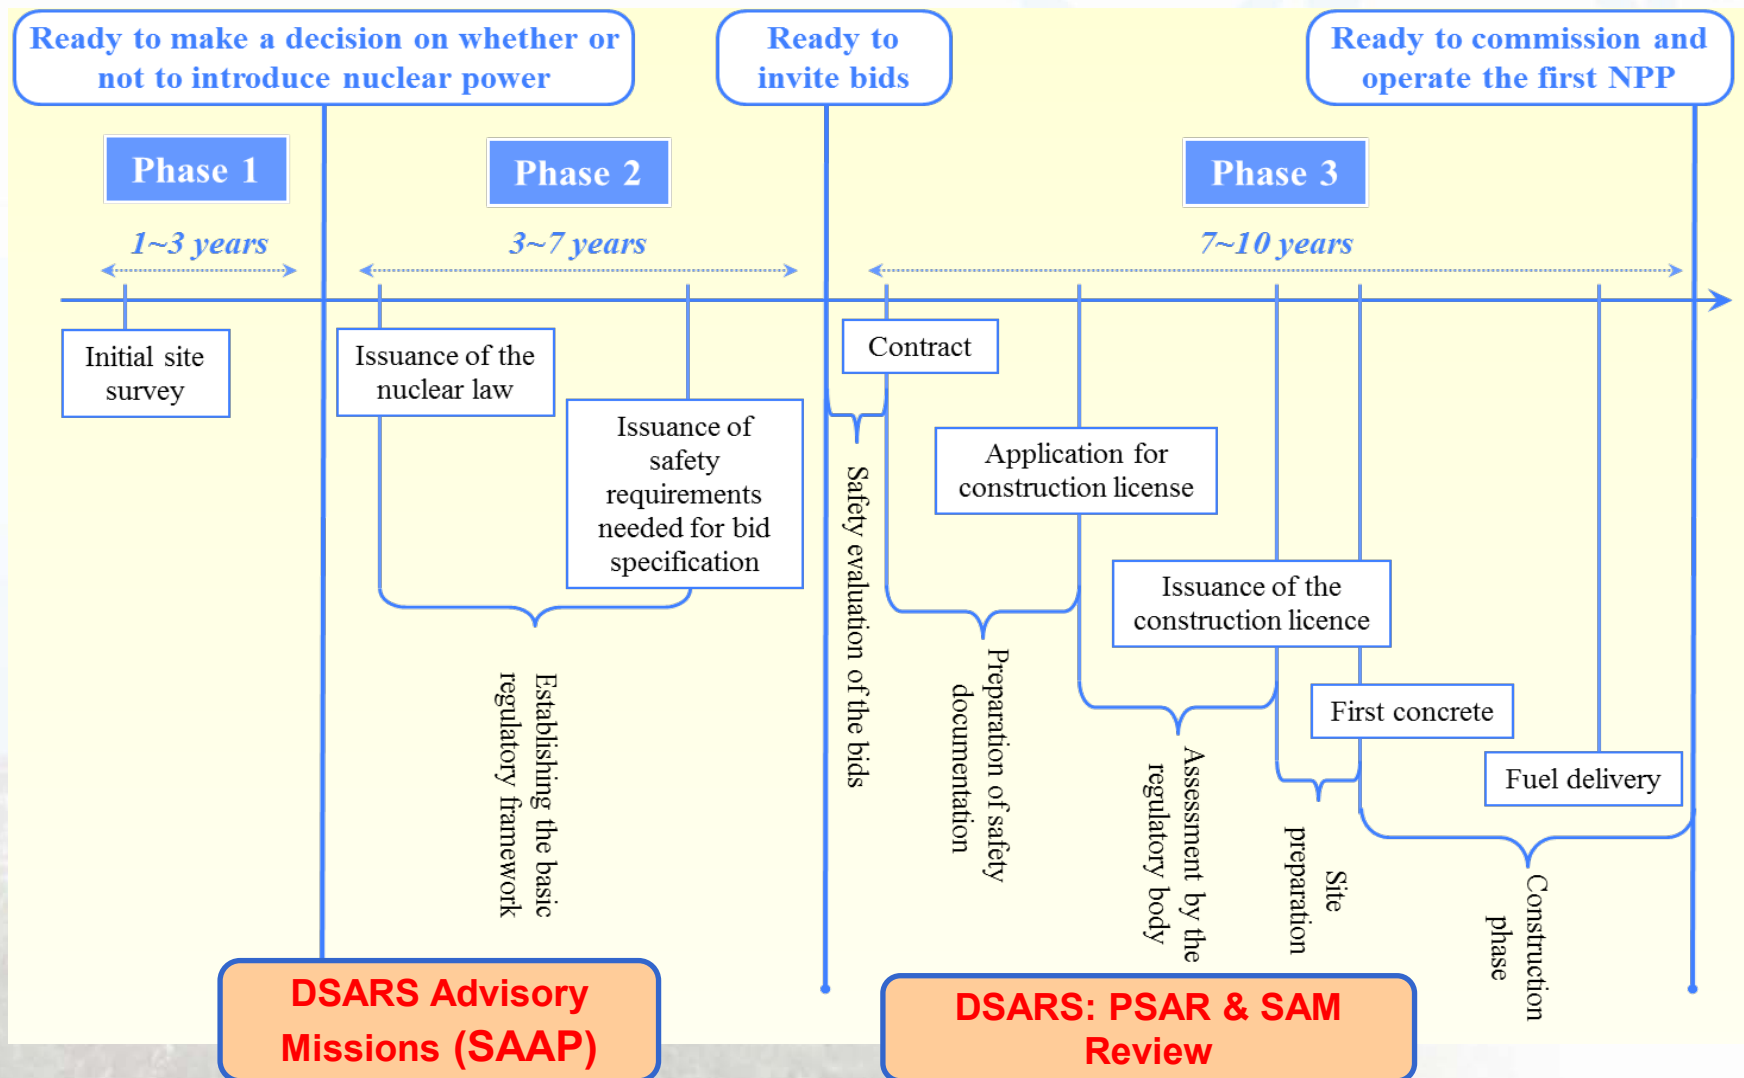 Ready to make a decision on whether or
not to introduce nuclear power
Ready to
invite bids
Ready to commission and
operate the first NPP
Phase 1
Phase 2
Phase 3
1~3 years
3~7 years
7~10 years
Initial site
survey
Issuance of the
nuclear law
Issuance of
safety
requirements
needed for bid
specification
Contract
Application for
construction license
Issuance of the
construction licence
First concrete
Fuel delivery
Establishing the basic
regulatory framework
Safety evaluation of the bids
Preparation of safety
documentation
Assessment by the
regulatory body
Site
preparation
Construction
phase
DSARS Advisory
Missions (SAAP)
DSARS: PSAR & SAM
Review